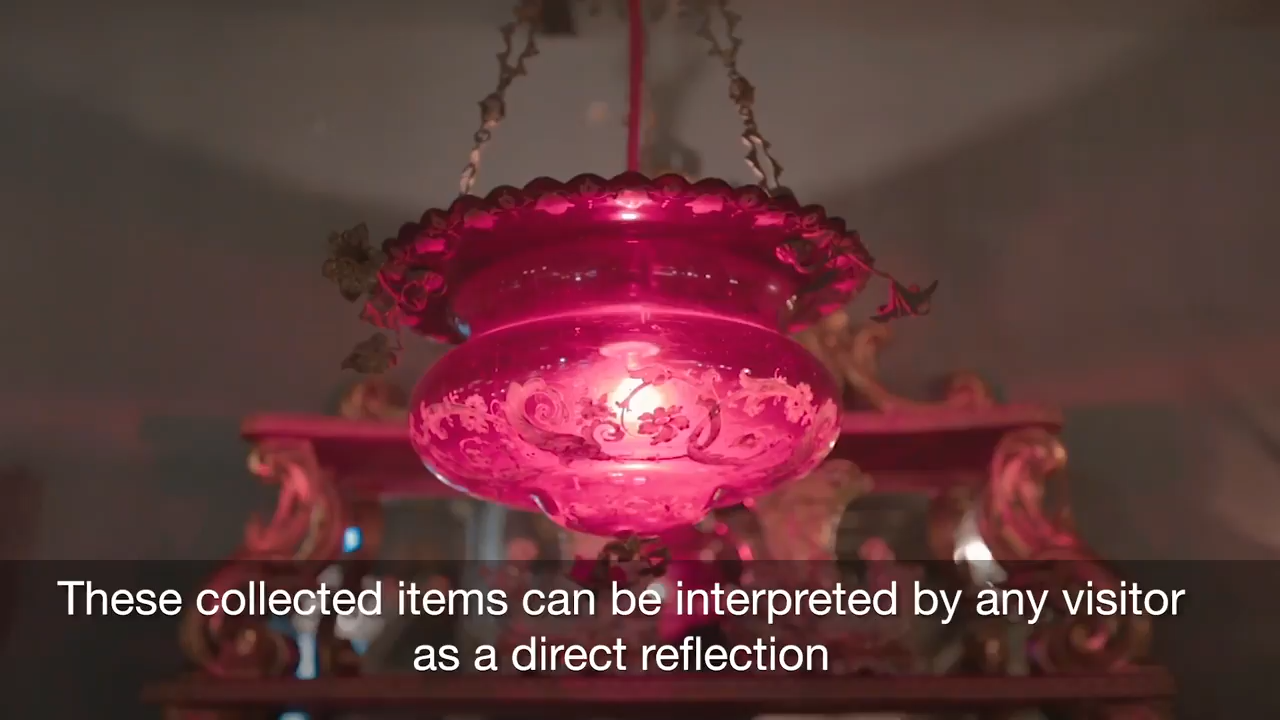 These collected items can be interpreted by any visitor
as a direct reflection